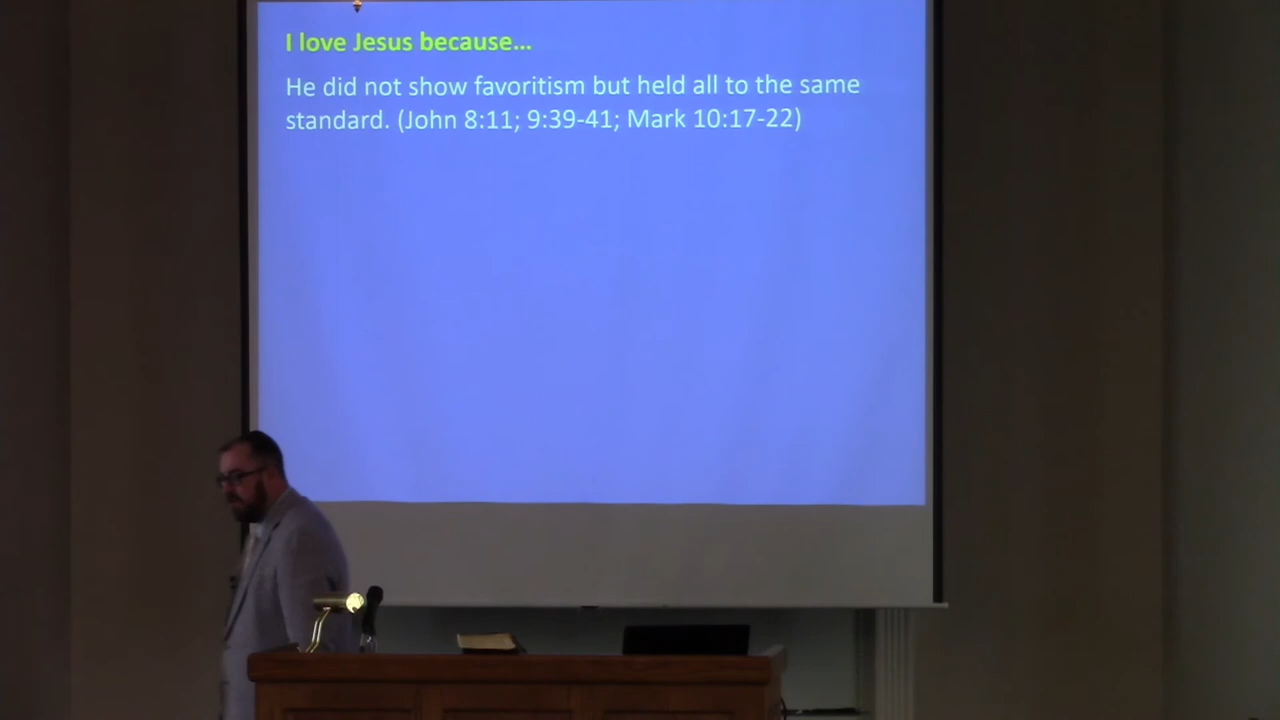 I love Jesus because...
He did not show favoritism but held all to the same
standard. (John 8:11; 9:39-41; Mark 10:17-22)